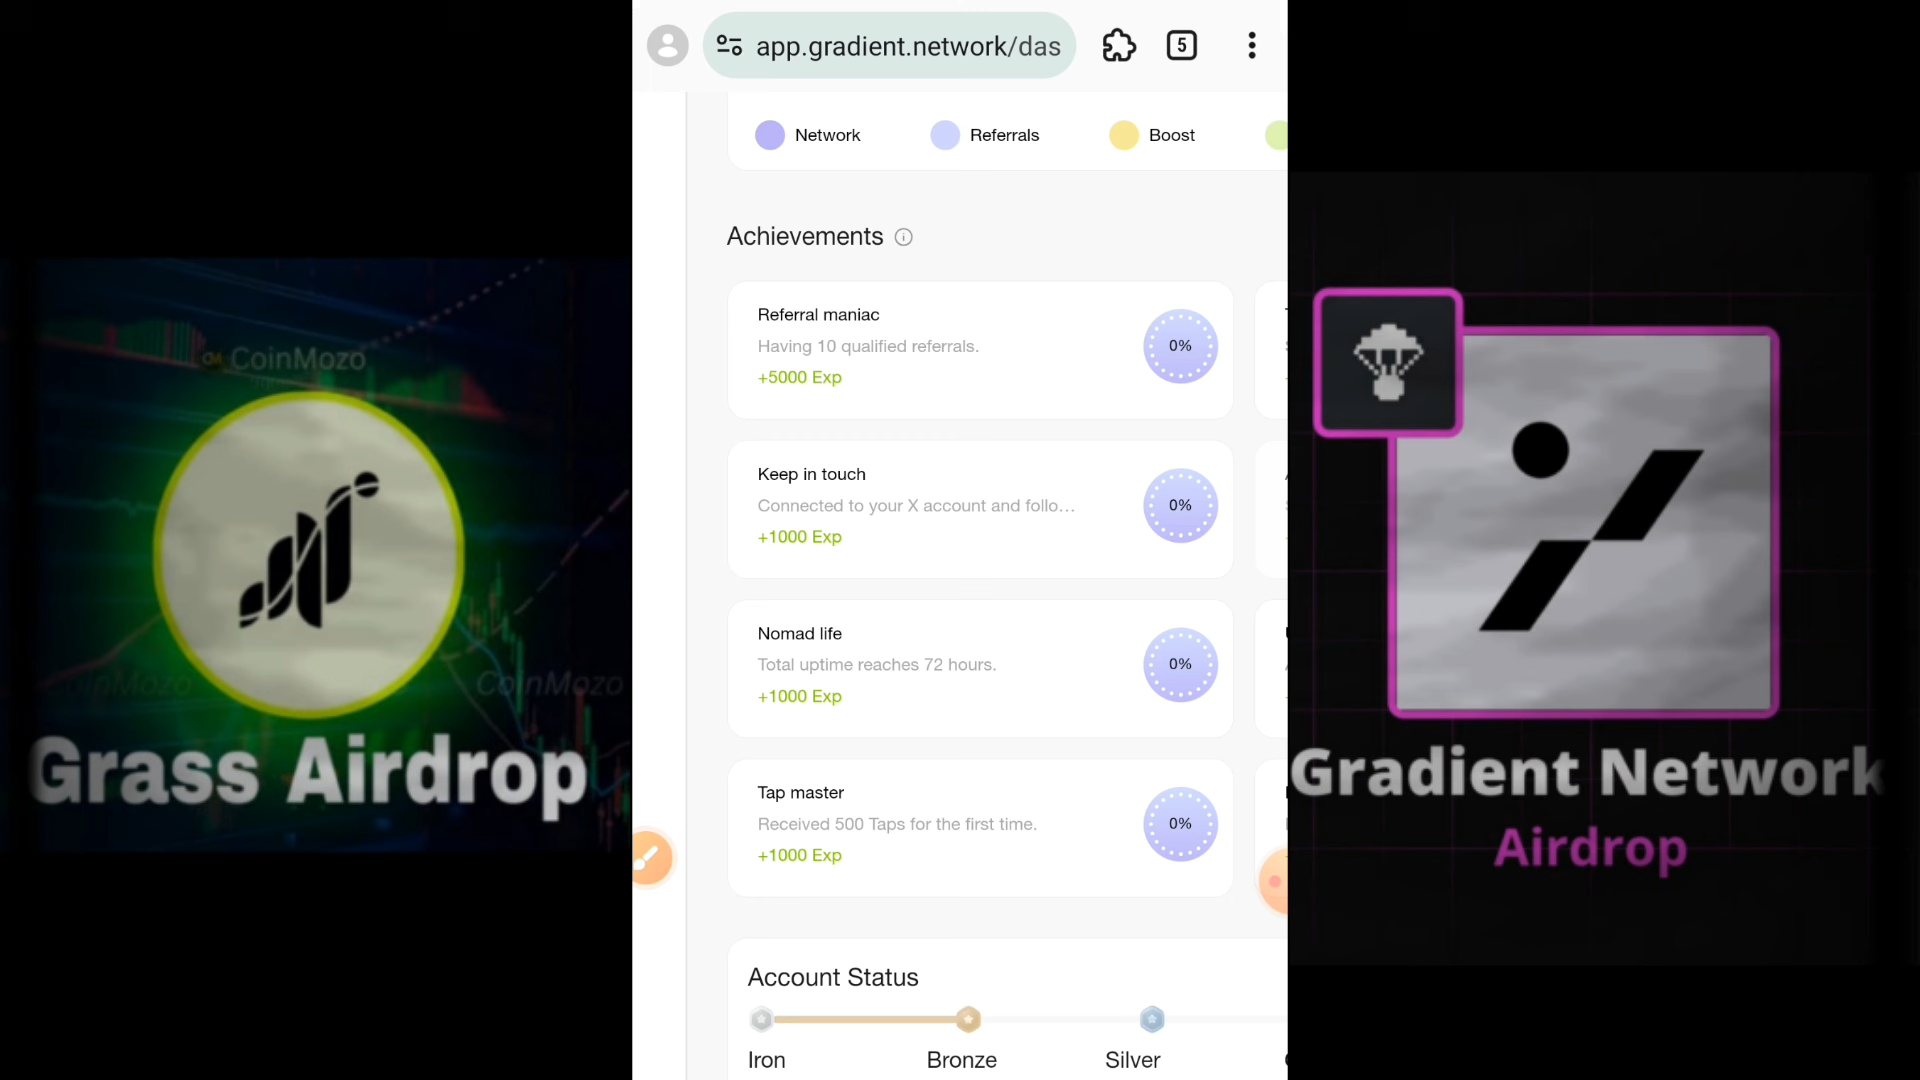 app.gradient.network/das
5
Network
Referrals
Boost
Achievements
Referral maniac
Having 10 qualified referrals.
+5000 Exp
0%
Keep in touch
Connected to your X account and follo…
+1000 Exp
0%
Nomad life
Total uptime reaches 72 hours.
+1000 Exp
0%
Tap master
Received 500 Taps for the first time.
+1000 Exp
0%
Account Status
Iron
Bronze
Silver
CoinMozo
CoinMozo
CoinMozo
Grass Airdrop
Gradient Network
Airdrop